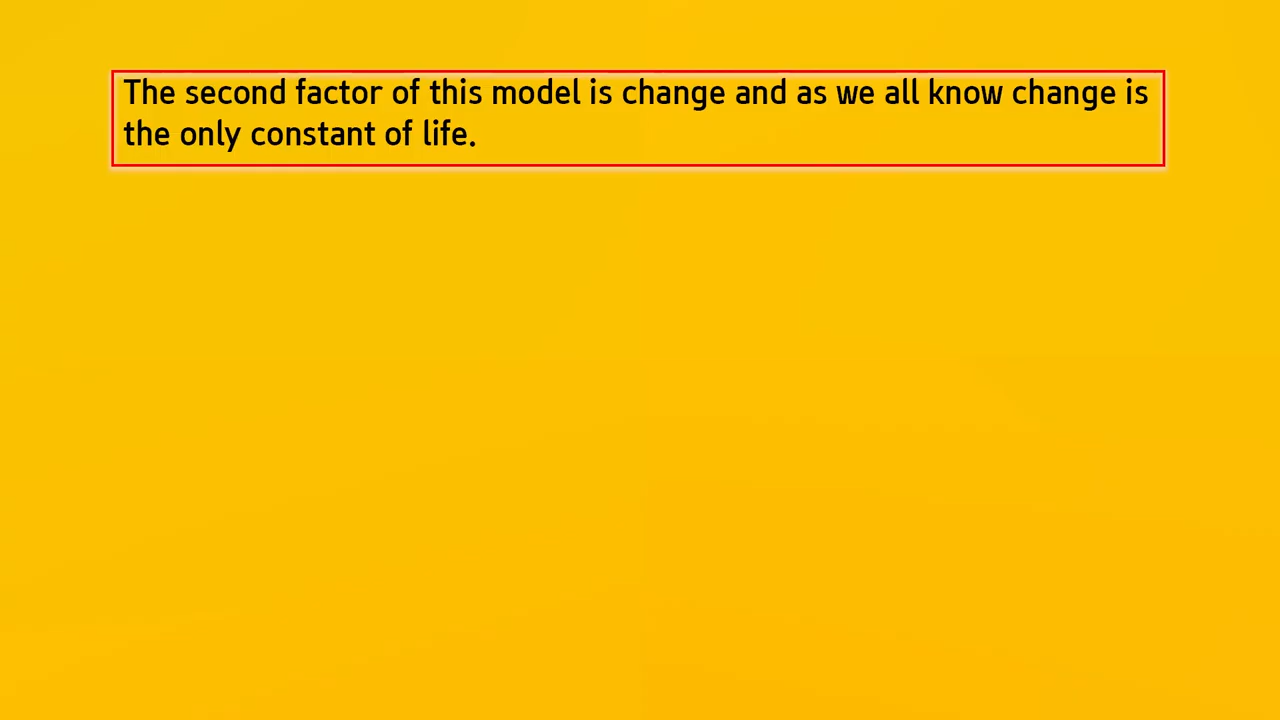 The second factor of this model is change and as we all know change is
the only constant of life.